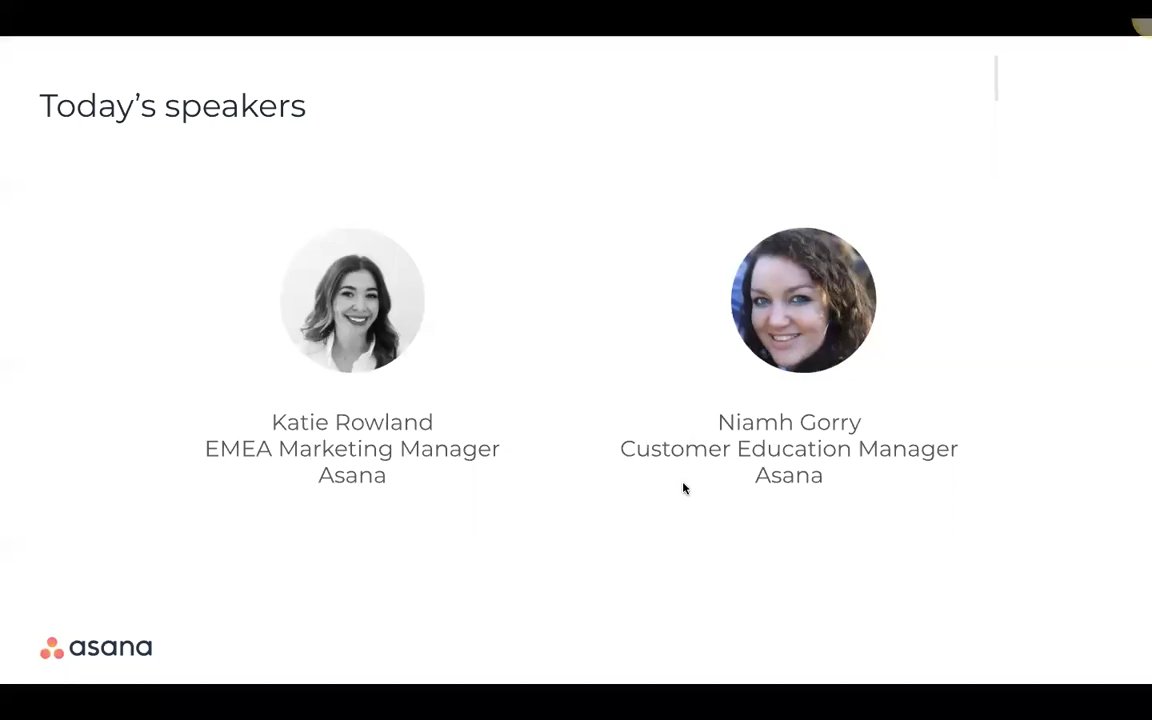 Today's speakers
Katie Rowland
EMEA Marketing Manager
Asana
Niamh Gorry
Customer Education Manager
Asana
asana